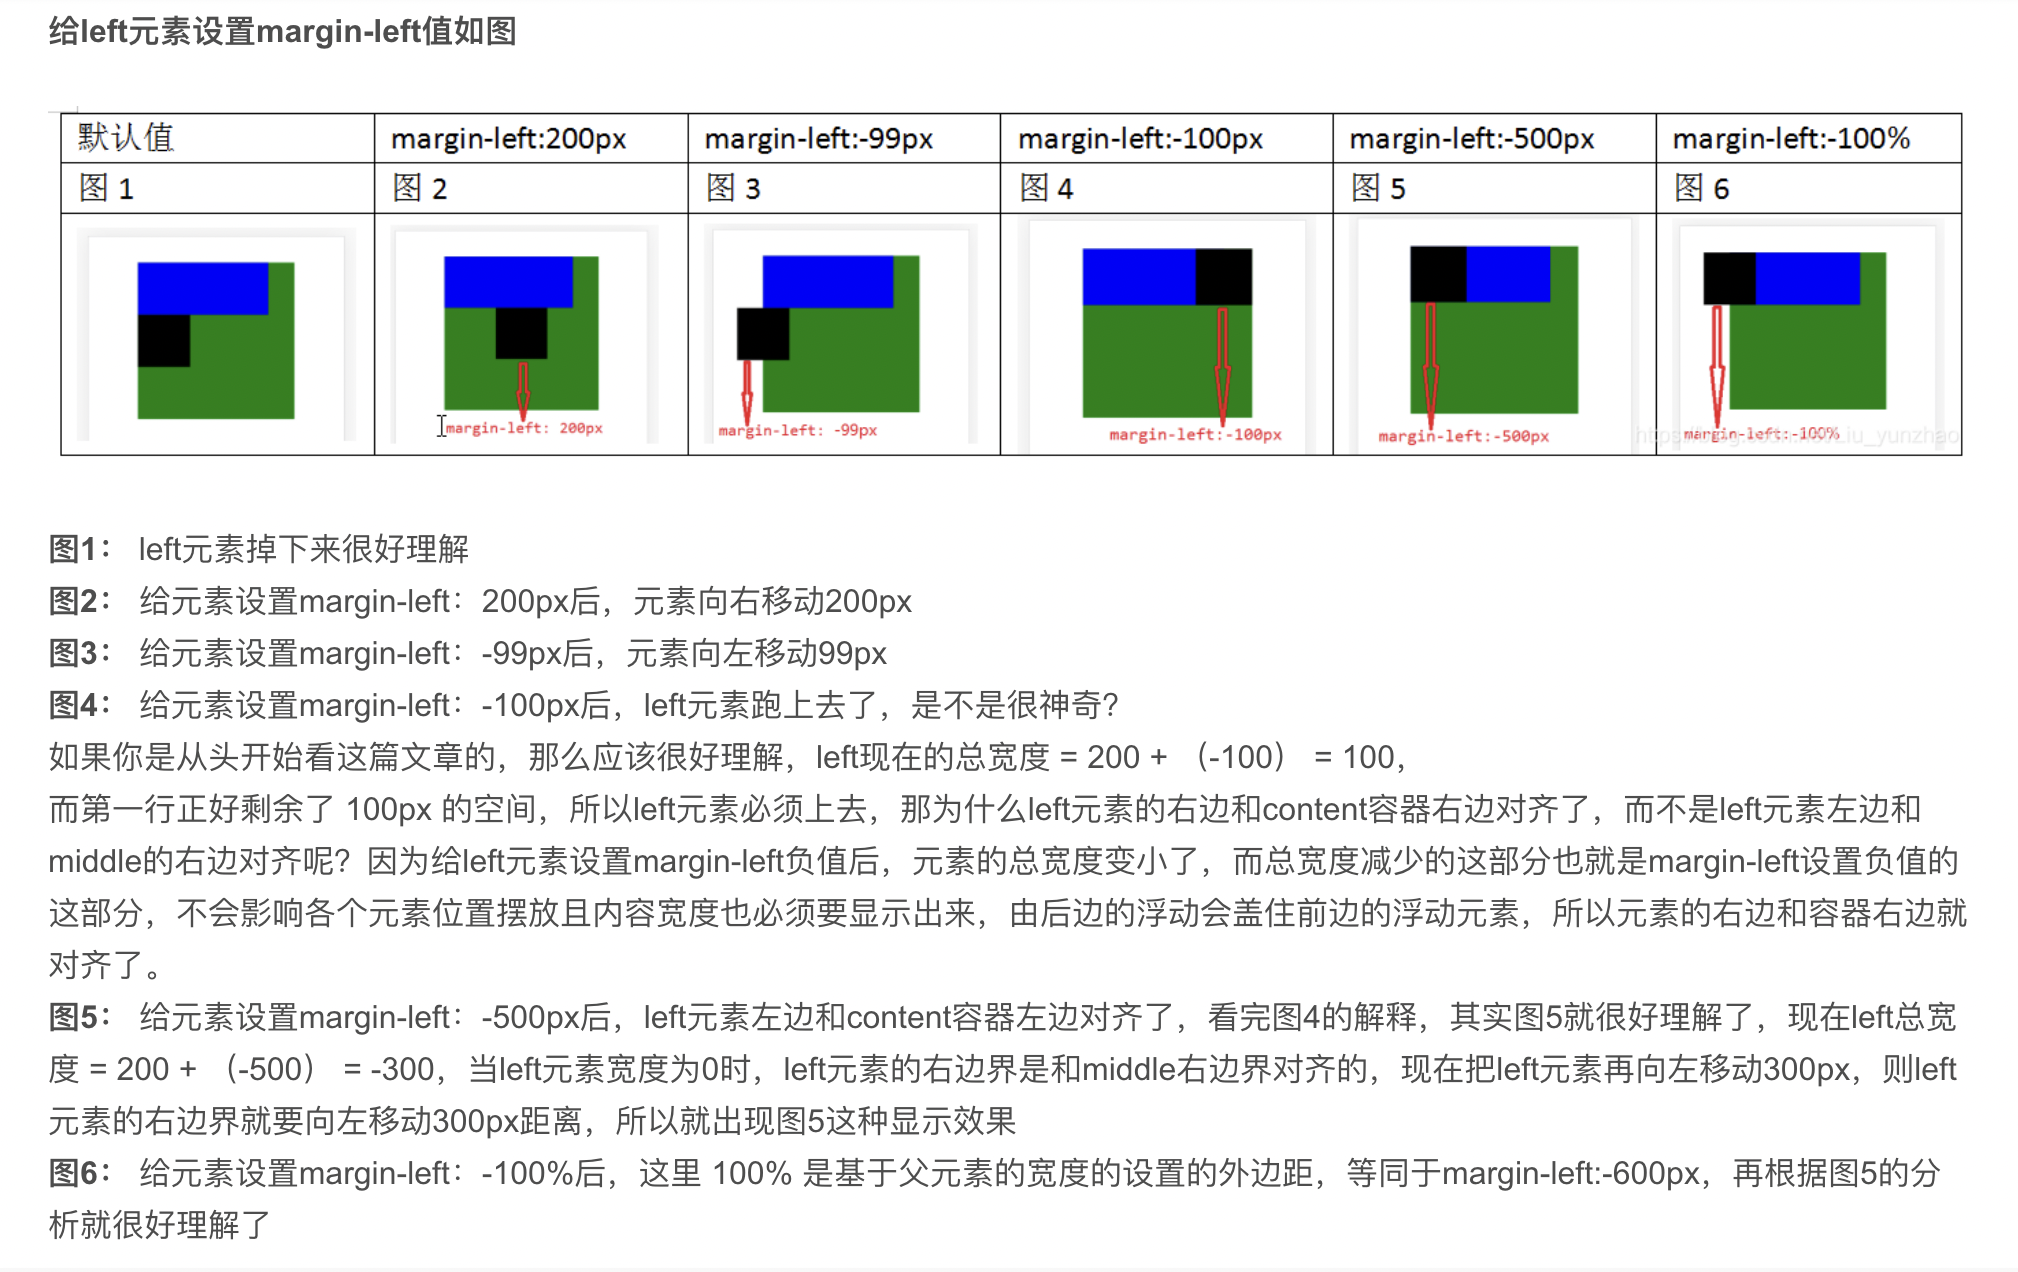 给left元素设置margin-left值如图
默认值 margin-left:200px margin-left:-99px margin-left:-100px margin-left:-500px margin-left:-100%
图 1 图 2 图 3 图 4 图 5 图 6
margin-left: 200px margin-left: -99px margin-left:-100px margin-left:-500px margin-left:-100%
图1： left元素掉下来很好理解
图2： 给元素设置margin-left：200px后，元素向右移动200px
图3： 给元素设置margin-left：-99px后，元素向左移动99px
图4： 给元素设置margin-left：-100px后，left元素跑上去了，是不是很神奇？
如果你是从头开始看这篇文章的，那么应该很好理解，left现在的总宽度 = 200 + （-100） = 100，
而第一行正好剩余了 100px 的空间，所以left元素必须上去，那为什么left元素的右边和content容器右边对齐了，而不是left元素左边和
middle的右边对齐呢？因为给left元素设置margin-left负值后，元素的总宽度变小了，而总宽度减少的这部分也就是margin-left设置负值的
这部分，不会影响各个元素位置摆放且内容宽度也必须要显示出来，由后边的浮动会盖住前边的浮动元素，所以元素的右边和容器右边就
对齐了。
图5： 给元素设置margin-left：-500px后，left元素左边和content容器左边对齐了，看完图4的解释，其实图5就很好理解了，现在left总宽
度 = 200 + （-500） = -300，当left元素宽度为0时，left元素的右边界是和middle右边界对齐的，现在把left元素再向左移动300px，则left
元素的右边界就要向左移动300px距离，所以就出现图5这种显示效果
图6： 给元素设置margin-left：-100%后，这里 100% 是基于父元素的宽度的设置的外边距，等同于margin-left:-600px，再根据图5的分
析就很好理解了